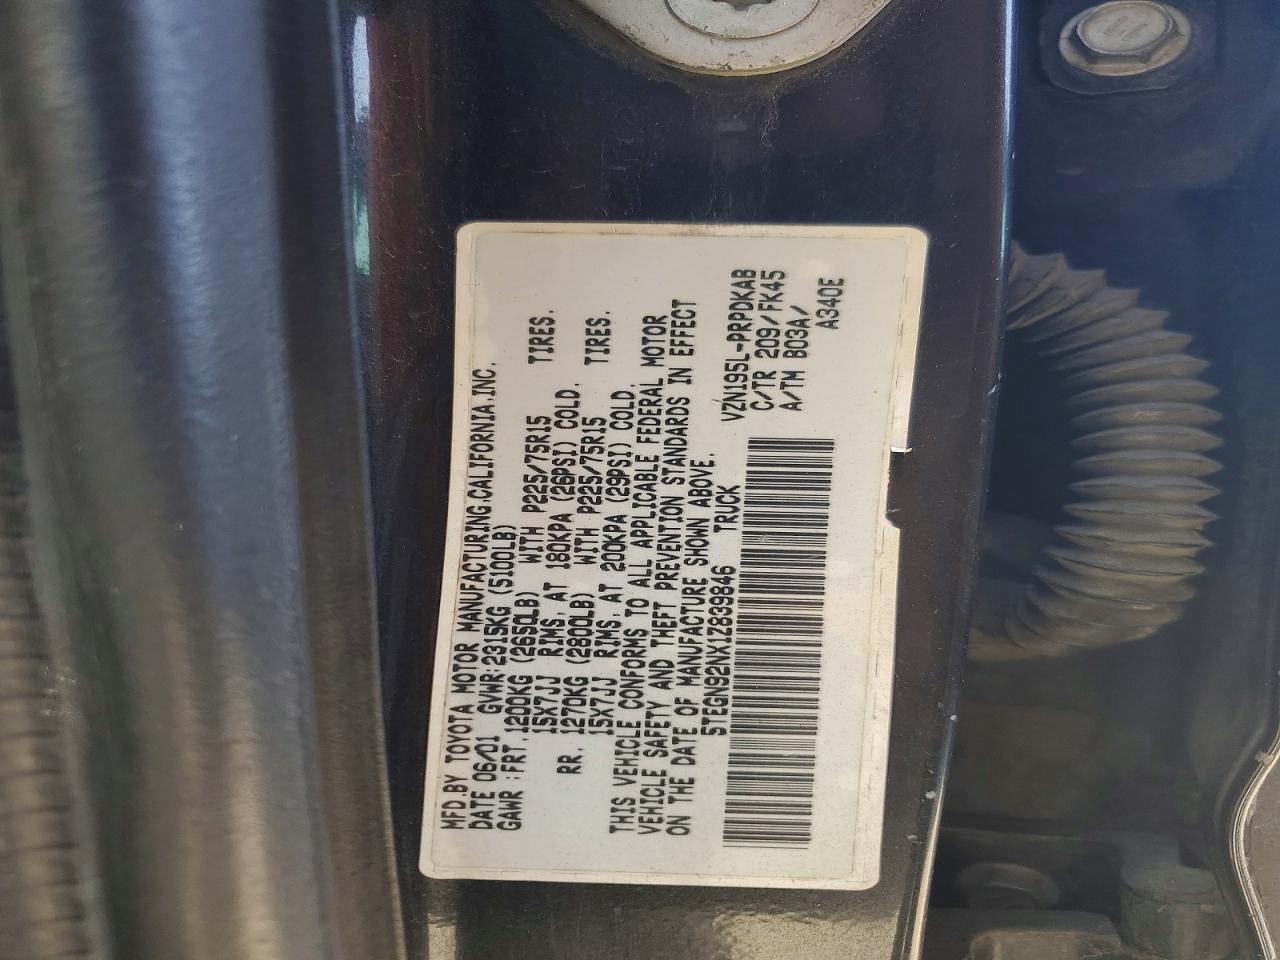 MFD.BY TOYOTA MOTOR MANUFACTURING,CALIFORNIA,INC.
DATE 06/01 GVWR:2315KG (5100LB)
GAWR :FRT.1200KG (2650LB) WITH P225/75R15 TIRES,
15X7JJ RIMS, AT 180KPA (26PSI) COLD.
RR. 1270KG (2800LB) WITH P225/75R15 TIRES,
15X7JJ RIMS, AT 200KPA (29PSI) COLD.
THIS VEHICLE CONFORMS TO ALL APPLICABLE FEDERAL MOTOR
VEHICLE SAFETY AND THEFT PREVENTION STANDARDS IN EFFECT
ON THE DATE OF MANUFACTURE SHOWN ABOVE.
5TEGN92NX1Z839846 TRUCK
VZN195L-PRPDKAB
C/TR 209/FK45
A/TM B03A/
A340E